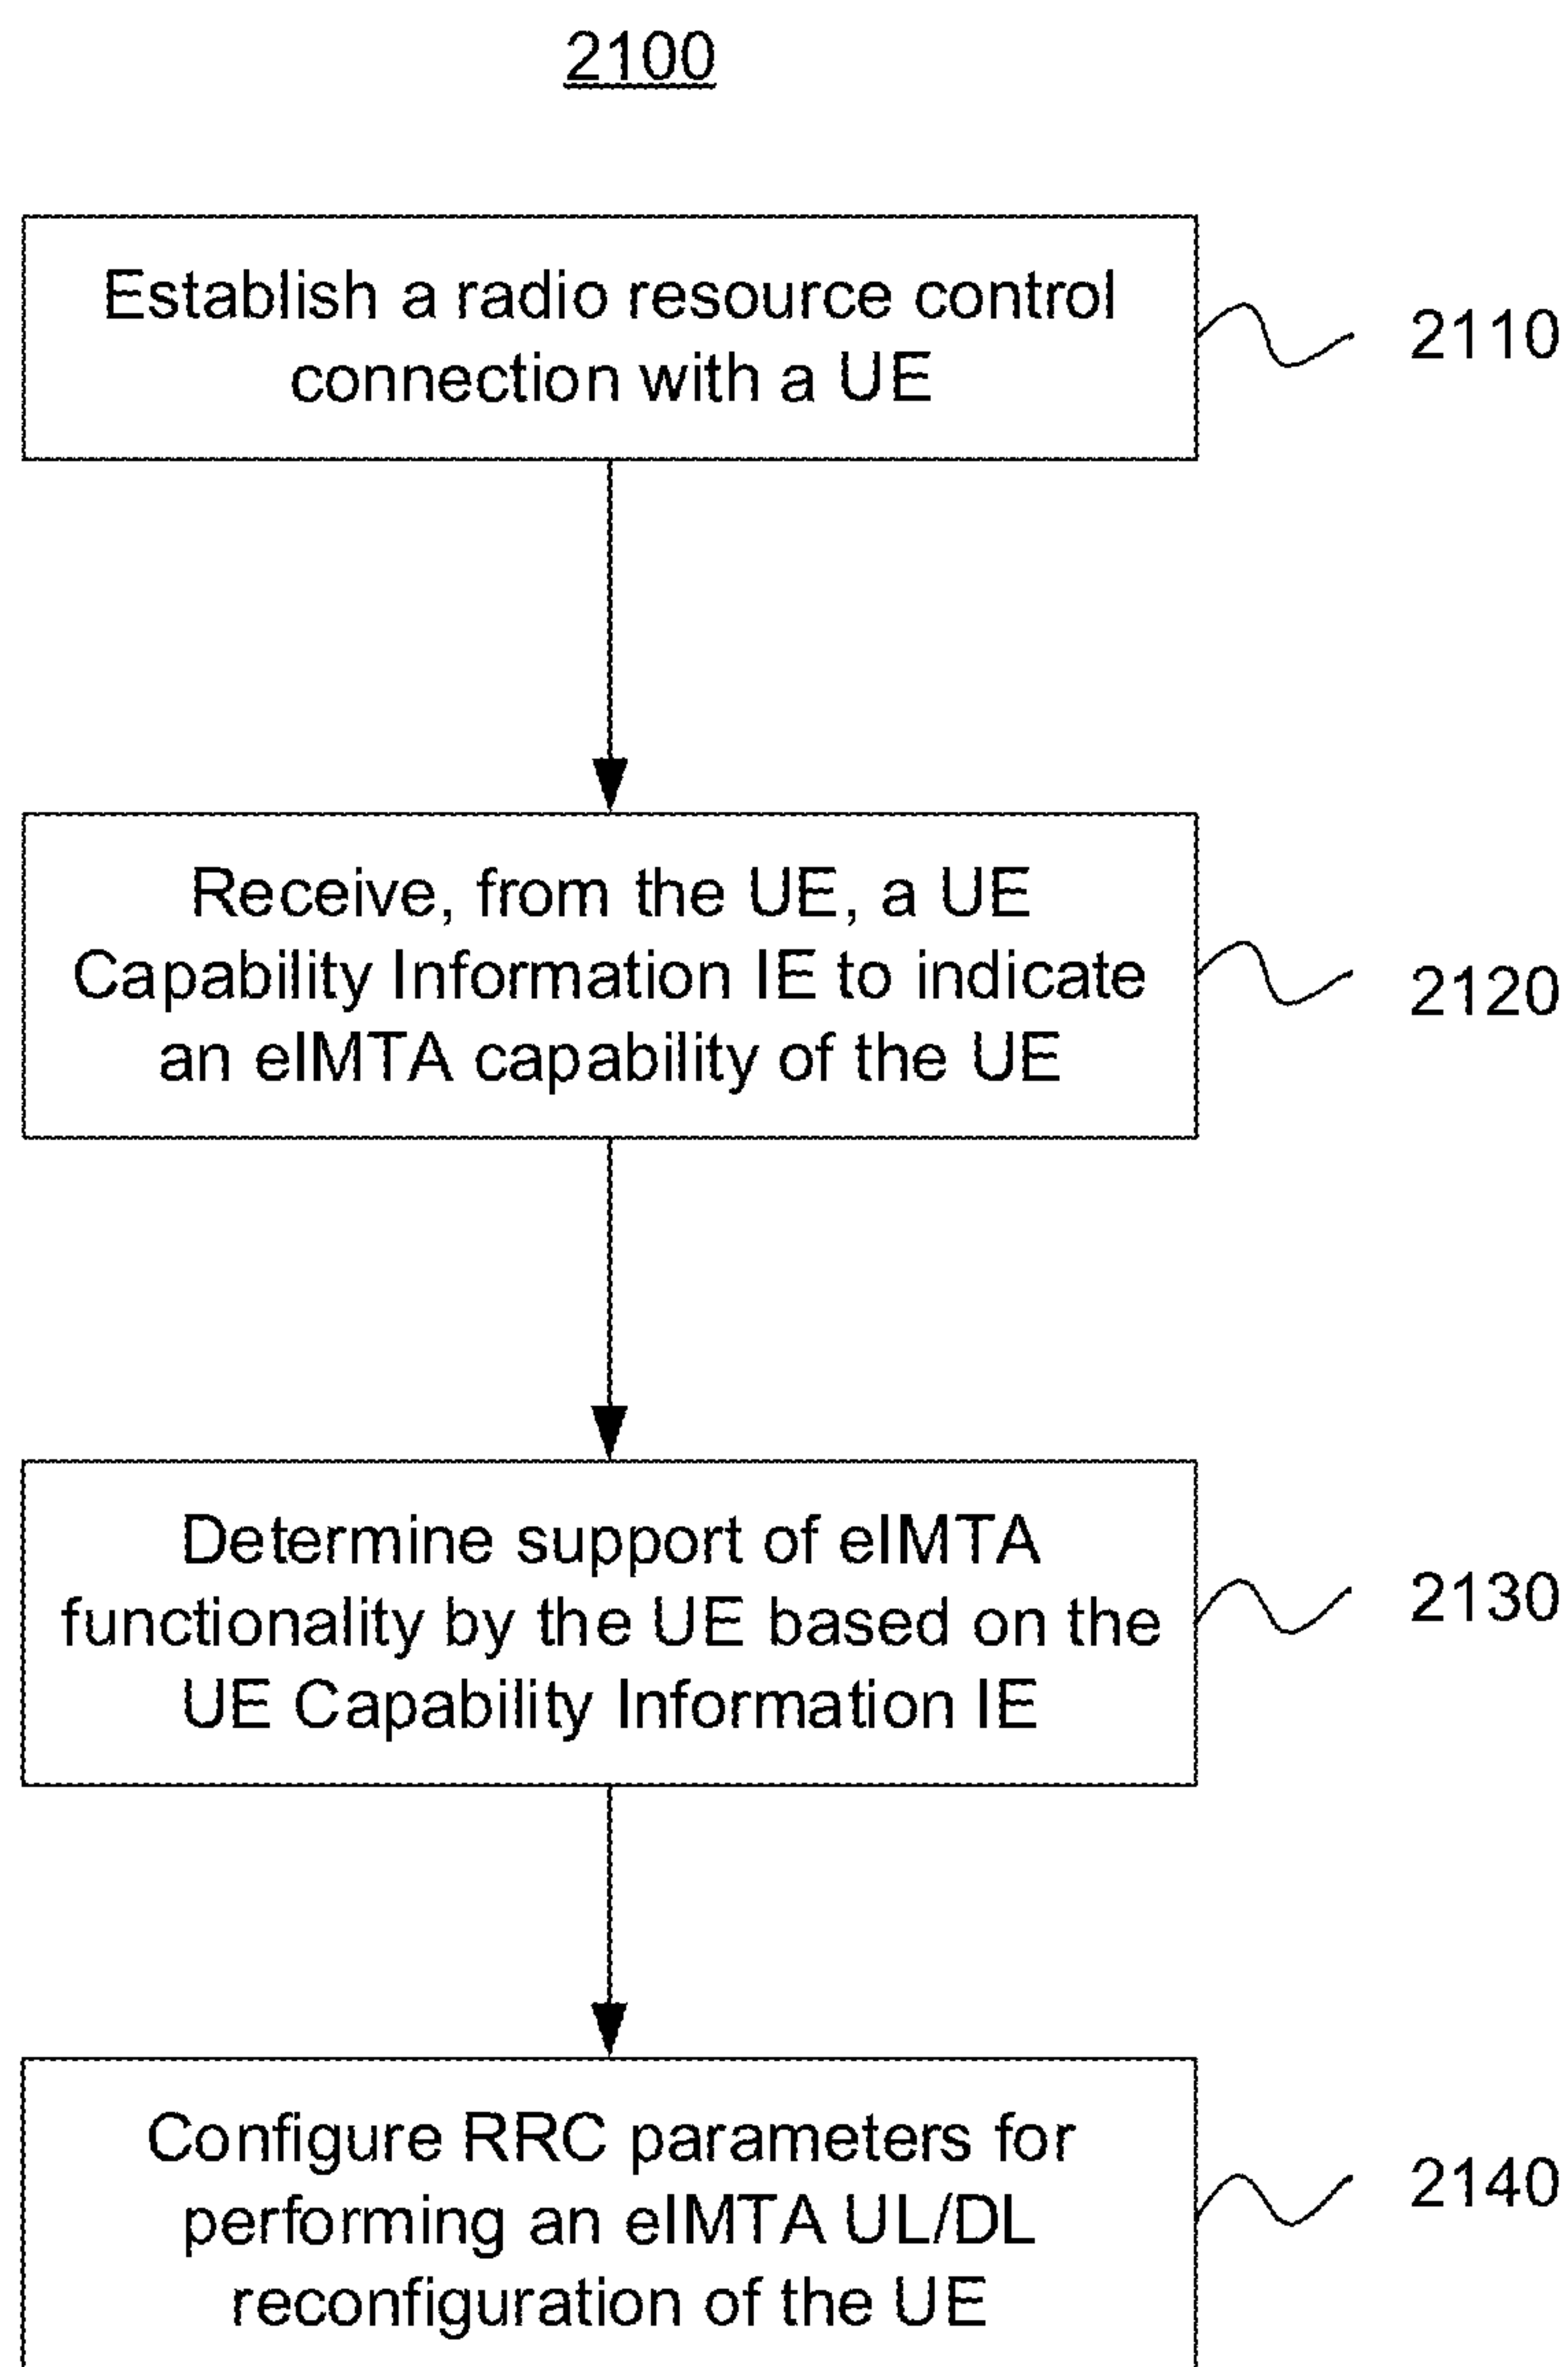 2100
Establish a radio resource control
connection with a UE
2110
Receive, from the UE, a UE
Capability Information IE to indicate
an eIMTA capability of the UE
2120
Determine support of eIMTA
functionality by the UE based on the
UE Capability Information IE
2130
Configure RRC parameters for
performing an eIMTA UL/DL
reconfiguration of the UE
2140